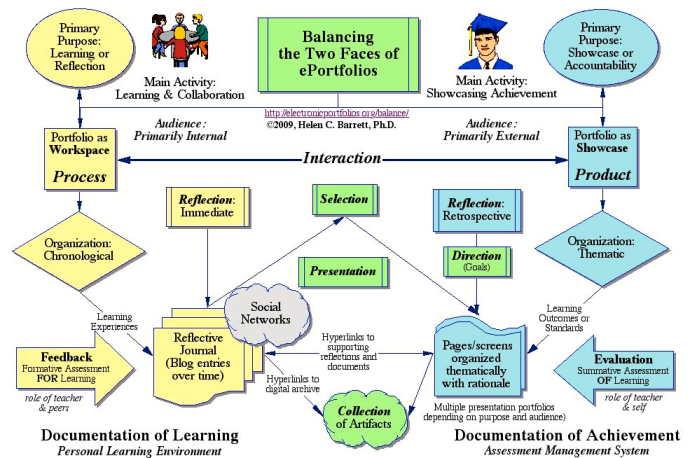 Primary
Purpose:
Learning or
Reflection
Main Activity:
Learning & Collaboration
Balancing
the Two Faces of
ePortfolios
Main Activity:
Showcasing Achievement
Primary
Purpose:
Showcase or
Accountability
http://electronicportfolios.org/balance/
©2009, Helen C. Barrett, Ph.D.
Audience:
Primarily Internal
Audience:
Primarily External
Portfolio as
Workspace
Process
Interaction
Portfolio as
Showcase
Product
Reflection:
Immediate
Selection
Reflection:
Retrospective
Organization:
Chronological
Presentation
Direction
(Goals)
Organization:
Thematic
Learning
Experiences
Social
Networks
Learning
Outcomes or
Standards
Feedback
Formative Assessment
FOR Learning
role of teacher
& peers
Reflective
Journal
(Blog entries
over time)
Hyperlinks to
supporting
reflections and
documents
Hyperlinks to
digital archive
Pages/screens
organized
thematically
with rationale
Evaluation
Summative Assessment
OF Learning
role of teacher &
self
Collection
of Artifacts
Multiple presentation portfolios
depending on purpose and audience)
Documentation of Learning
Personal Learning Environment
Documentation of Achievement
Assessment Management System